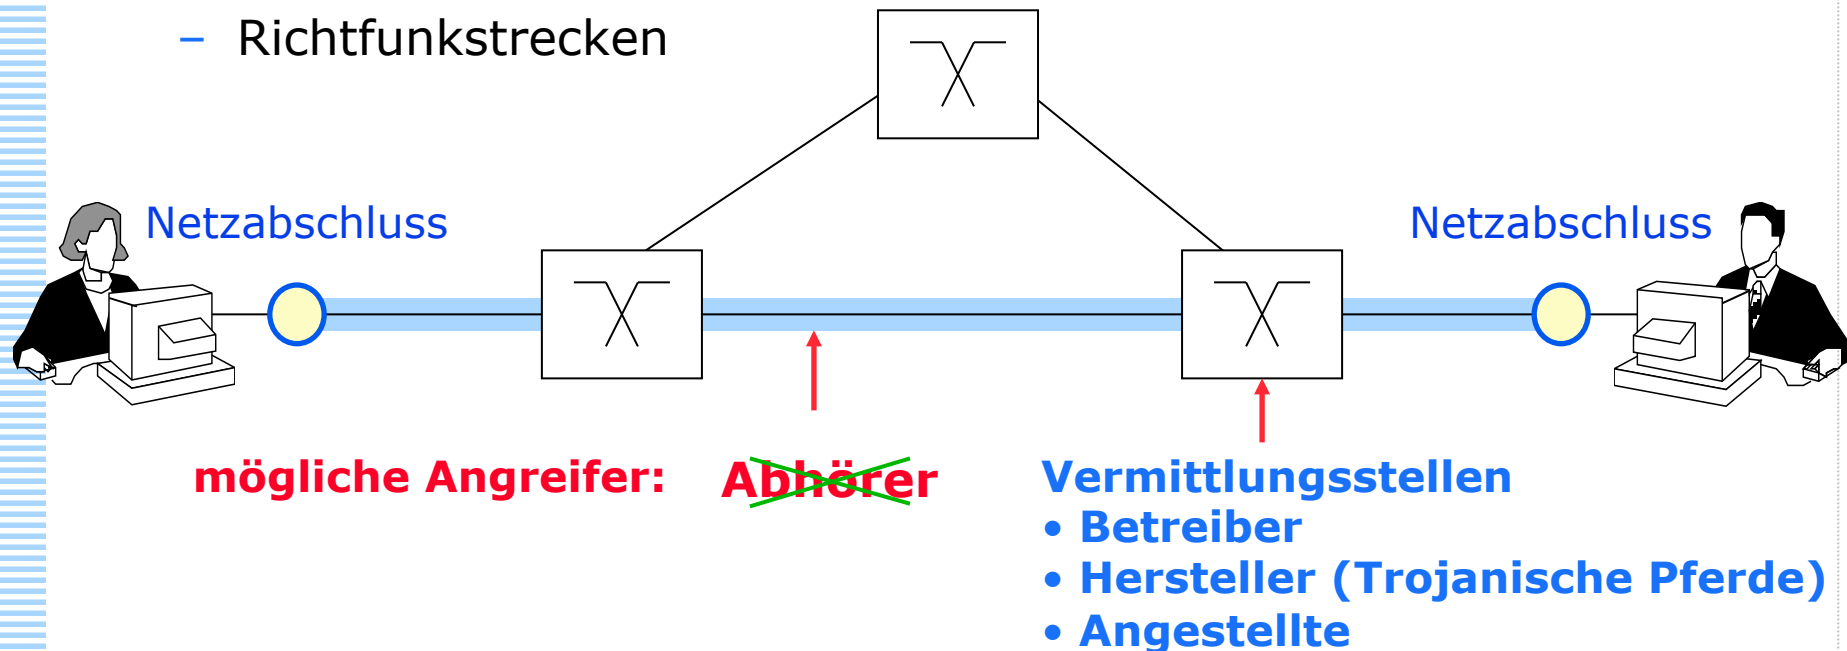 – Richtfunkstrecken
Netzabschluss
Netzabschluss
mögliche Angreifer:
Abhörer
Vermittlungsstellen
• Betreiber
• Hersteller (Trojanische Pferde)
• Angestellte